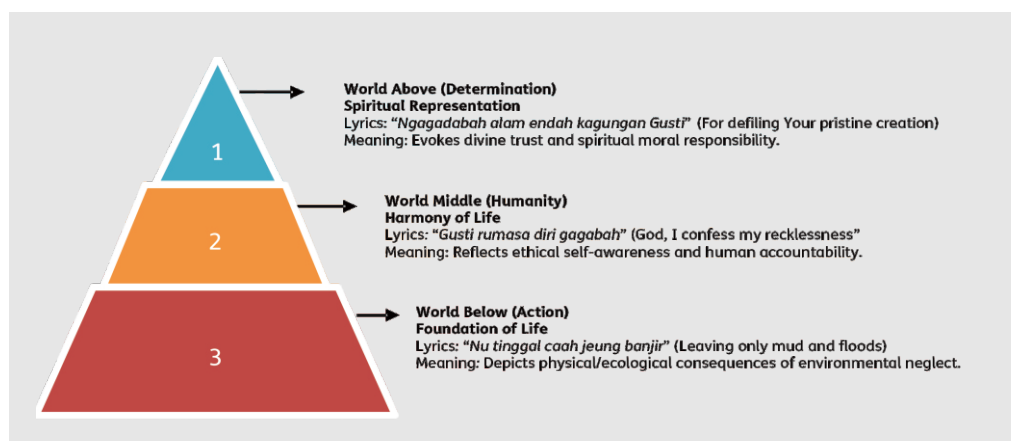 World Above (Determination)
Spiritual Representation
Lyrics: “Ngagadabah alam endah kagungan Gusti” (For defiling Your pristine creation)
Meaning: Evokes divine trust and spiritual moral responsibility.
1
World Middle (Humanity)
Harmony of Life
Lyrics: “Gusti rumasa diri gagabah” (God, I confess my recklessness”
Meaning: Reflects ethical self-awareness and human accountability.
2
World Below (Action)
Foundation of Life
Lyrics: “Nu tinggal caah jeung banjir” (Leaving only mud and floods)
Meaning: Depicts physical/ecological consequences of environmental neglect.
3